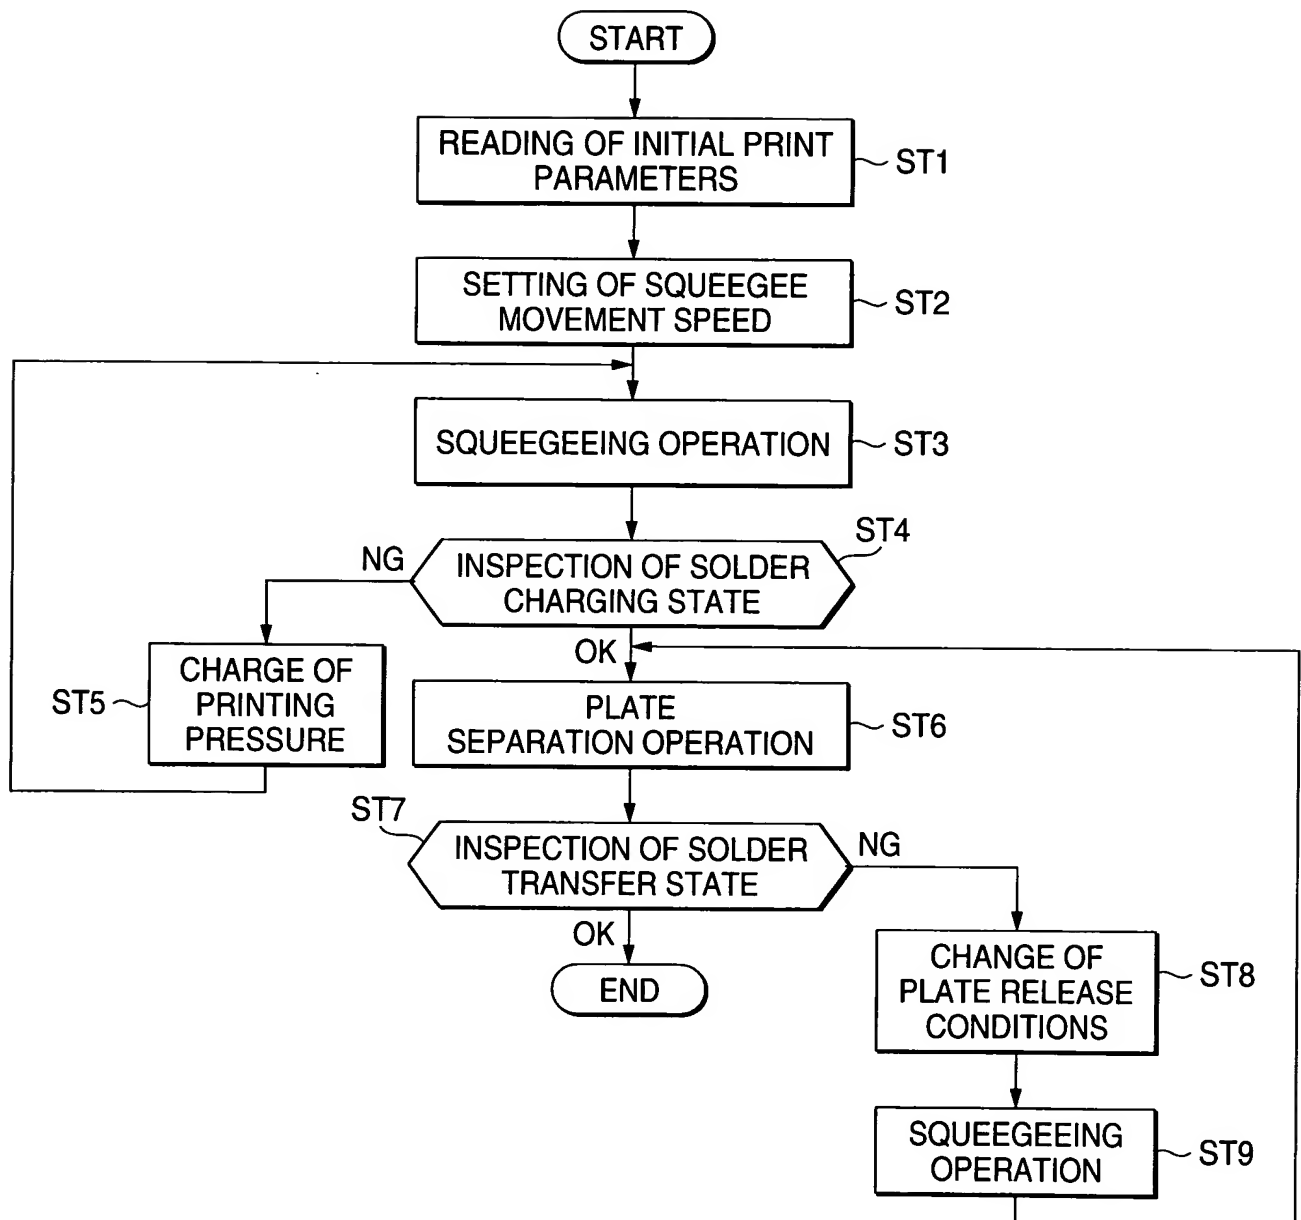 START
READING OF INITIAL PRINT
PARAMETERS
ST1
SETTING OF SQUEEGEE
MOVEMENT SPEED
ST2
SQUEEGEEING OPERATION
ST3
ST4
NG
INSPECTION OF SOLDER
CHARGING STATE
OK
CHARGE OF
PRINTING
PRESSURE
ST5
PLATE
SEPARATION OPERATION
ST6
ST7
INSPECTION OF SOLDER
TRANSFER STATE
NG
OK
END
CHANGE OF
PLATE RELEASE
CONDITIONS
ST8
SQUEEGEEING
OPERATION
ST9